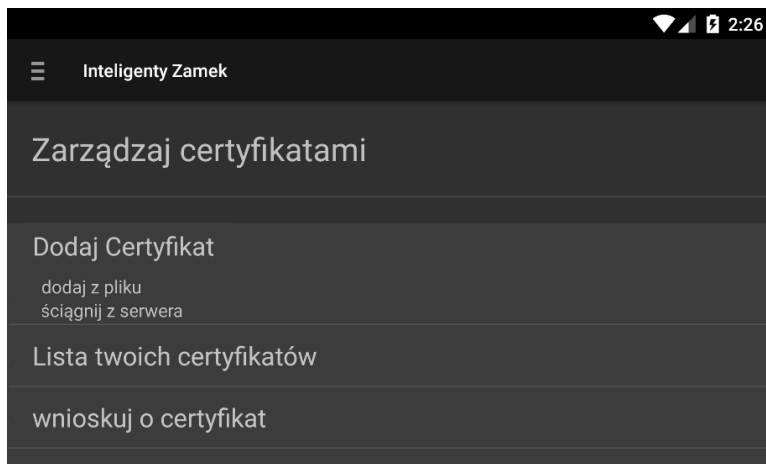 2:26
Inteligenty Zamek
Zarządzaj certyfikatami
Dodaj Certyfikat
dodaj z pliku
ściągnij z serwera
Lista twoich certyfikatów
wnioskuj o certyfikat